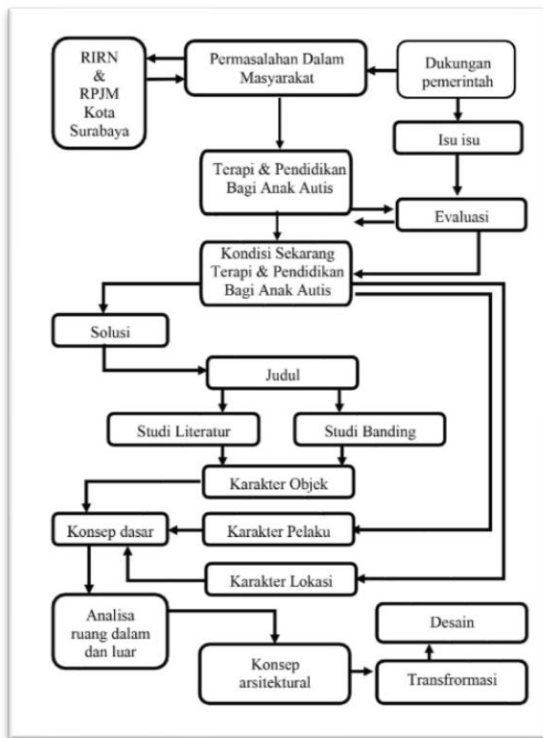 RIRN
&
RPJM
Kota
Surabaya
Permasalahan Dalam
Masyarakat
Dukungan
pemerintah
Isu isu
Terapi & Pendidikan
Bagi Anak Autis
Evaluasi
Kondisi Sekarang
Terapi & Pendidikan
Bagi Anak Autis
Solusi
Judul
Studi Literatur
Studi Banding
Karakter Objek
Konsep dasar
Karakter Pelaku
Karakter Lokasi
Analisa
ruang dalam
dan luar
Konsep
arsitektural
Desain
Transfrormasi